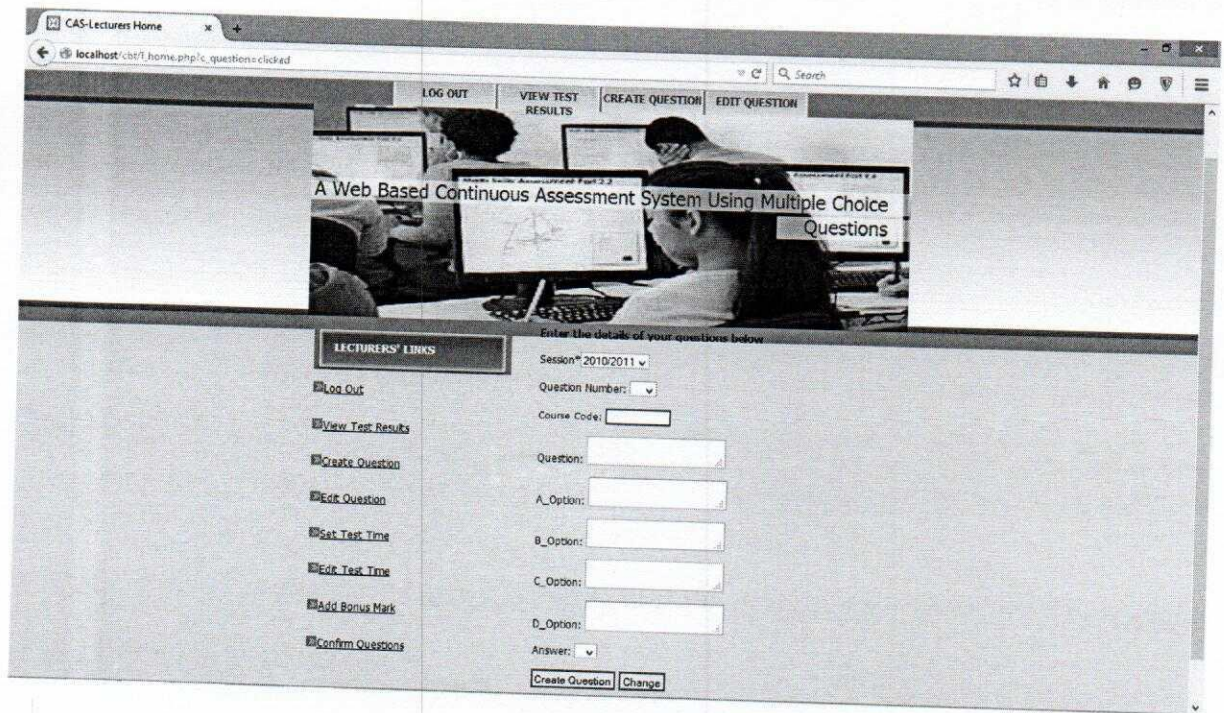 CAS-Lecturers Home
localhost/cbt/l_home.php?c_question=clicked
Search
LOG OUT
VIEW TEST RESULTS
CREATE QUESTION
EDIT QUESTION
A Web Based Continuous Assessment System Using Multiple Choice
Questions
LECTURERS' LINKS
Log Out
View Test Results
Create Question
Edit Question
Set Test Time
Edit Test Time
Add Bonus Mark
Confirm Questions
Enter the details of your questions below
Session* 2010/2011
Question Number:
Course Code:
Question:
A_Option:
B_Option:
C_Option:
D_Option:
Answer:
Create Question
Change